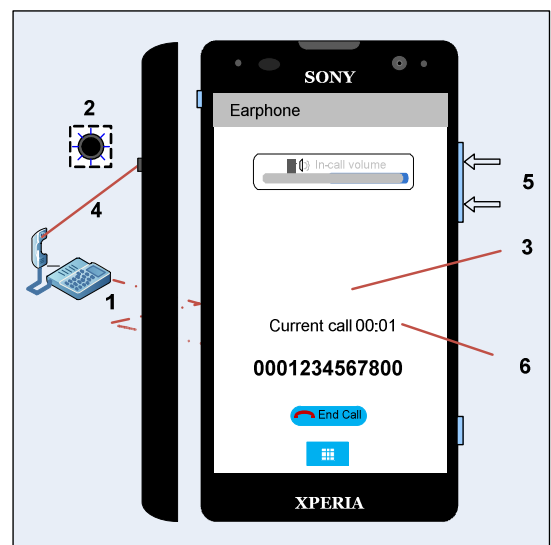 SONY
Earphone
2
In-call volume
5
4
3
1
Current call 00:01
6
0001234567800
End Call
XPERIA